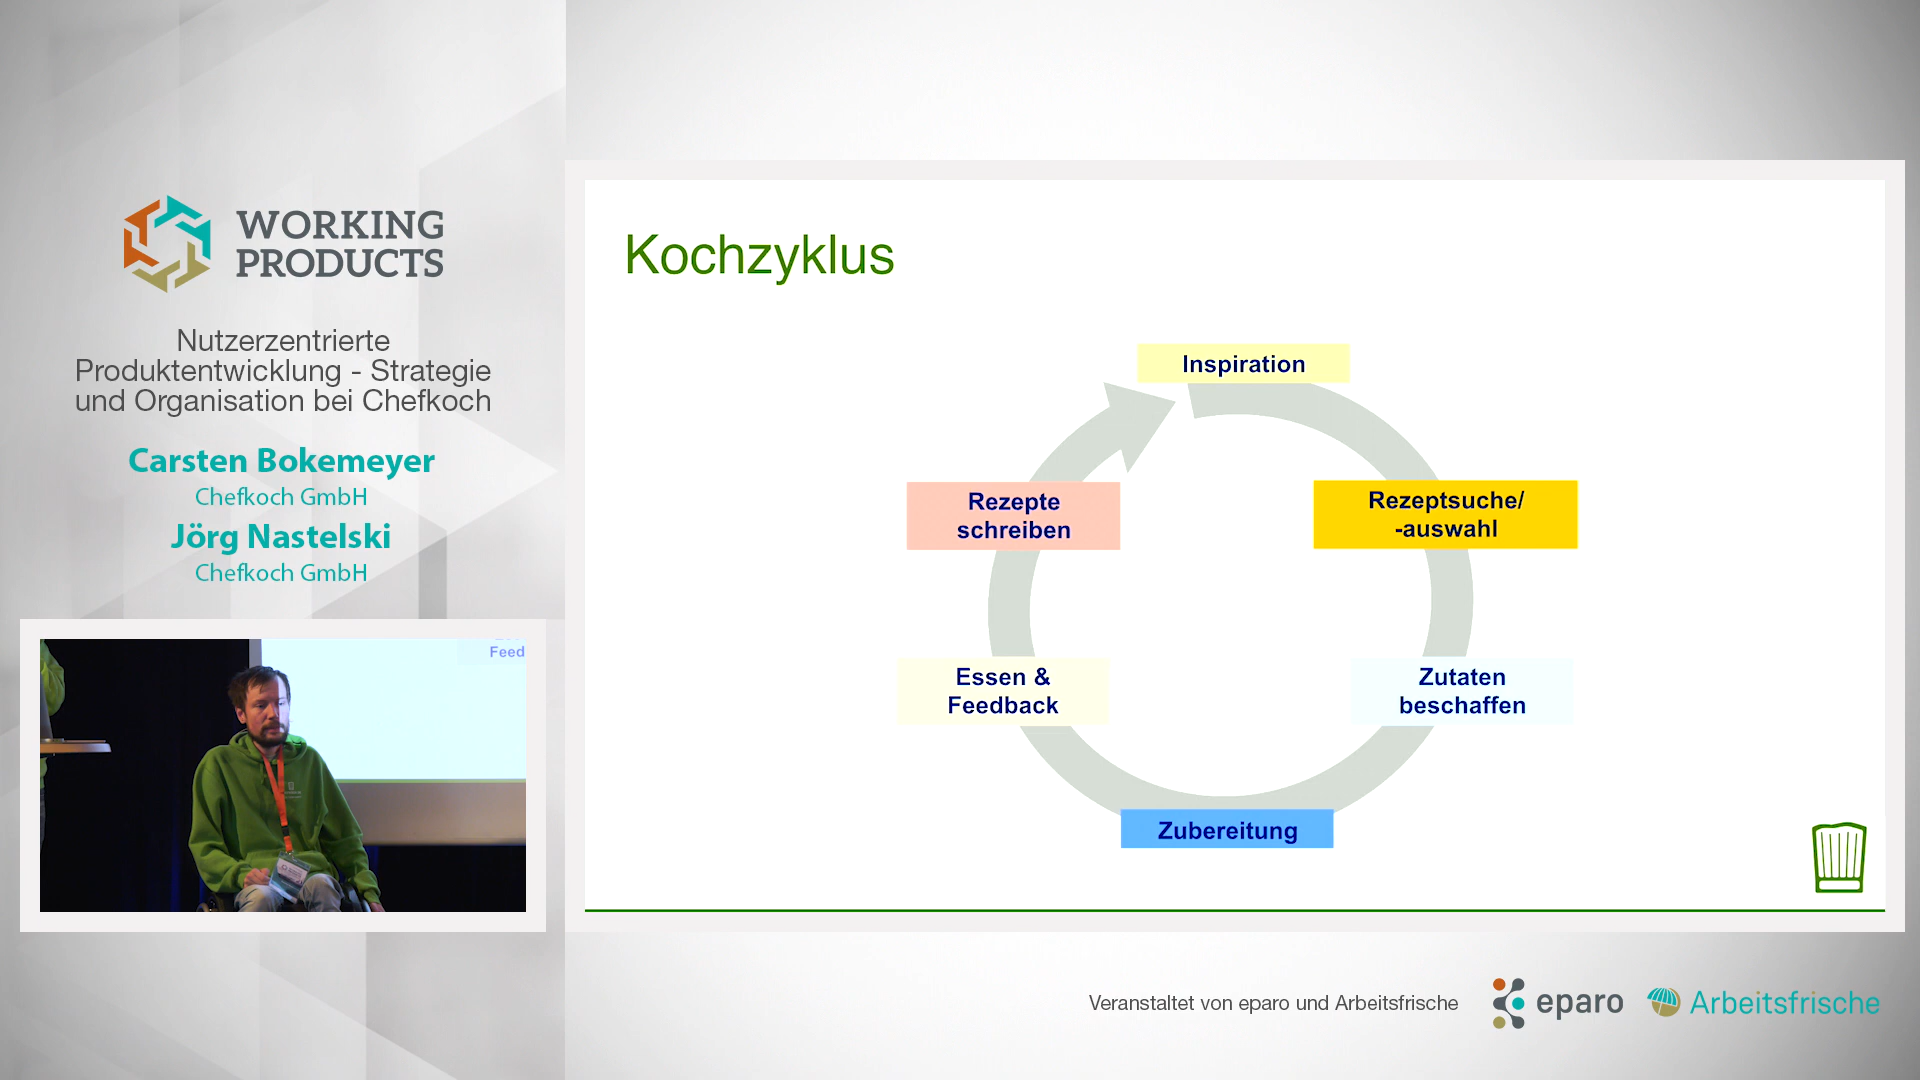 WORKING
PRODUCTS
Nutzerzentrierte
Produktentwicklung - Strategie
und Organisation bei Chefkoch
Carsten Bokemeyer
Chefkoch GmbH
Jörg Nastelski
Chefkoch GmbH
Feed
Kochzyklus
Inspiration
Rezeptsuche/
-auswahl
Zutaten
beschaffen
Zubereitung
Essen &
Feedback
Rezepte
schreiben
Veranstaltet von eparo und Arbeitsfrische
eparo
Arbeitsfrische